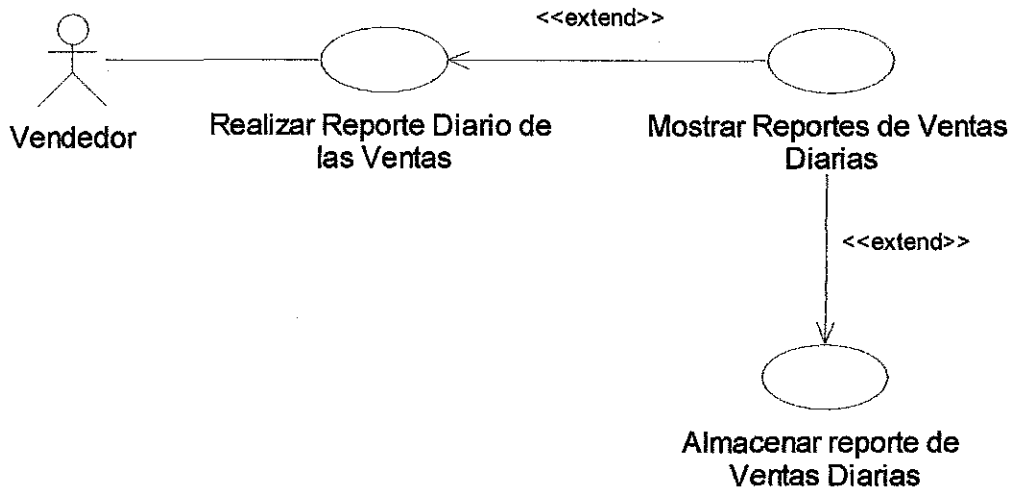 <<extend>>
Vendedor
Realizar Reporte Diario de
las Ventas
Mostrar Reportes de Ventas
Diarias
<<extend>>
Almacenar reporte de
Ventas Diarias